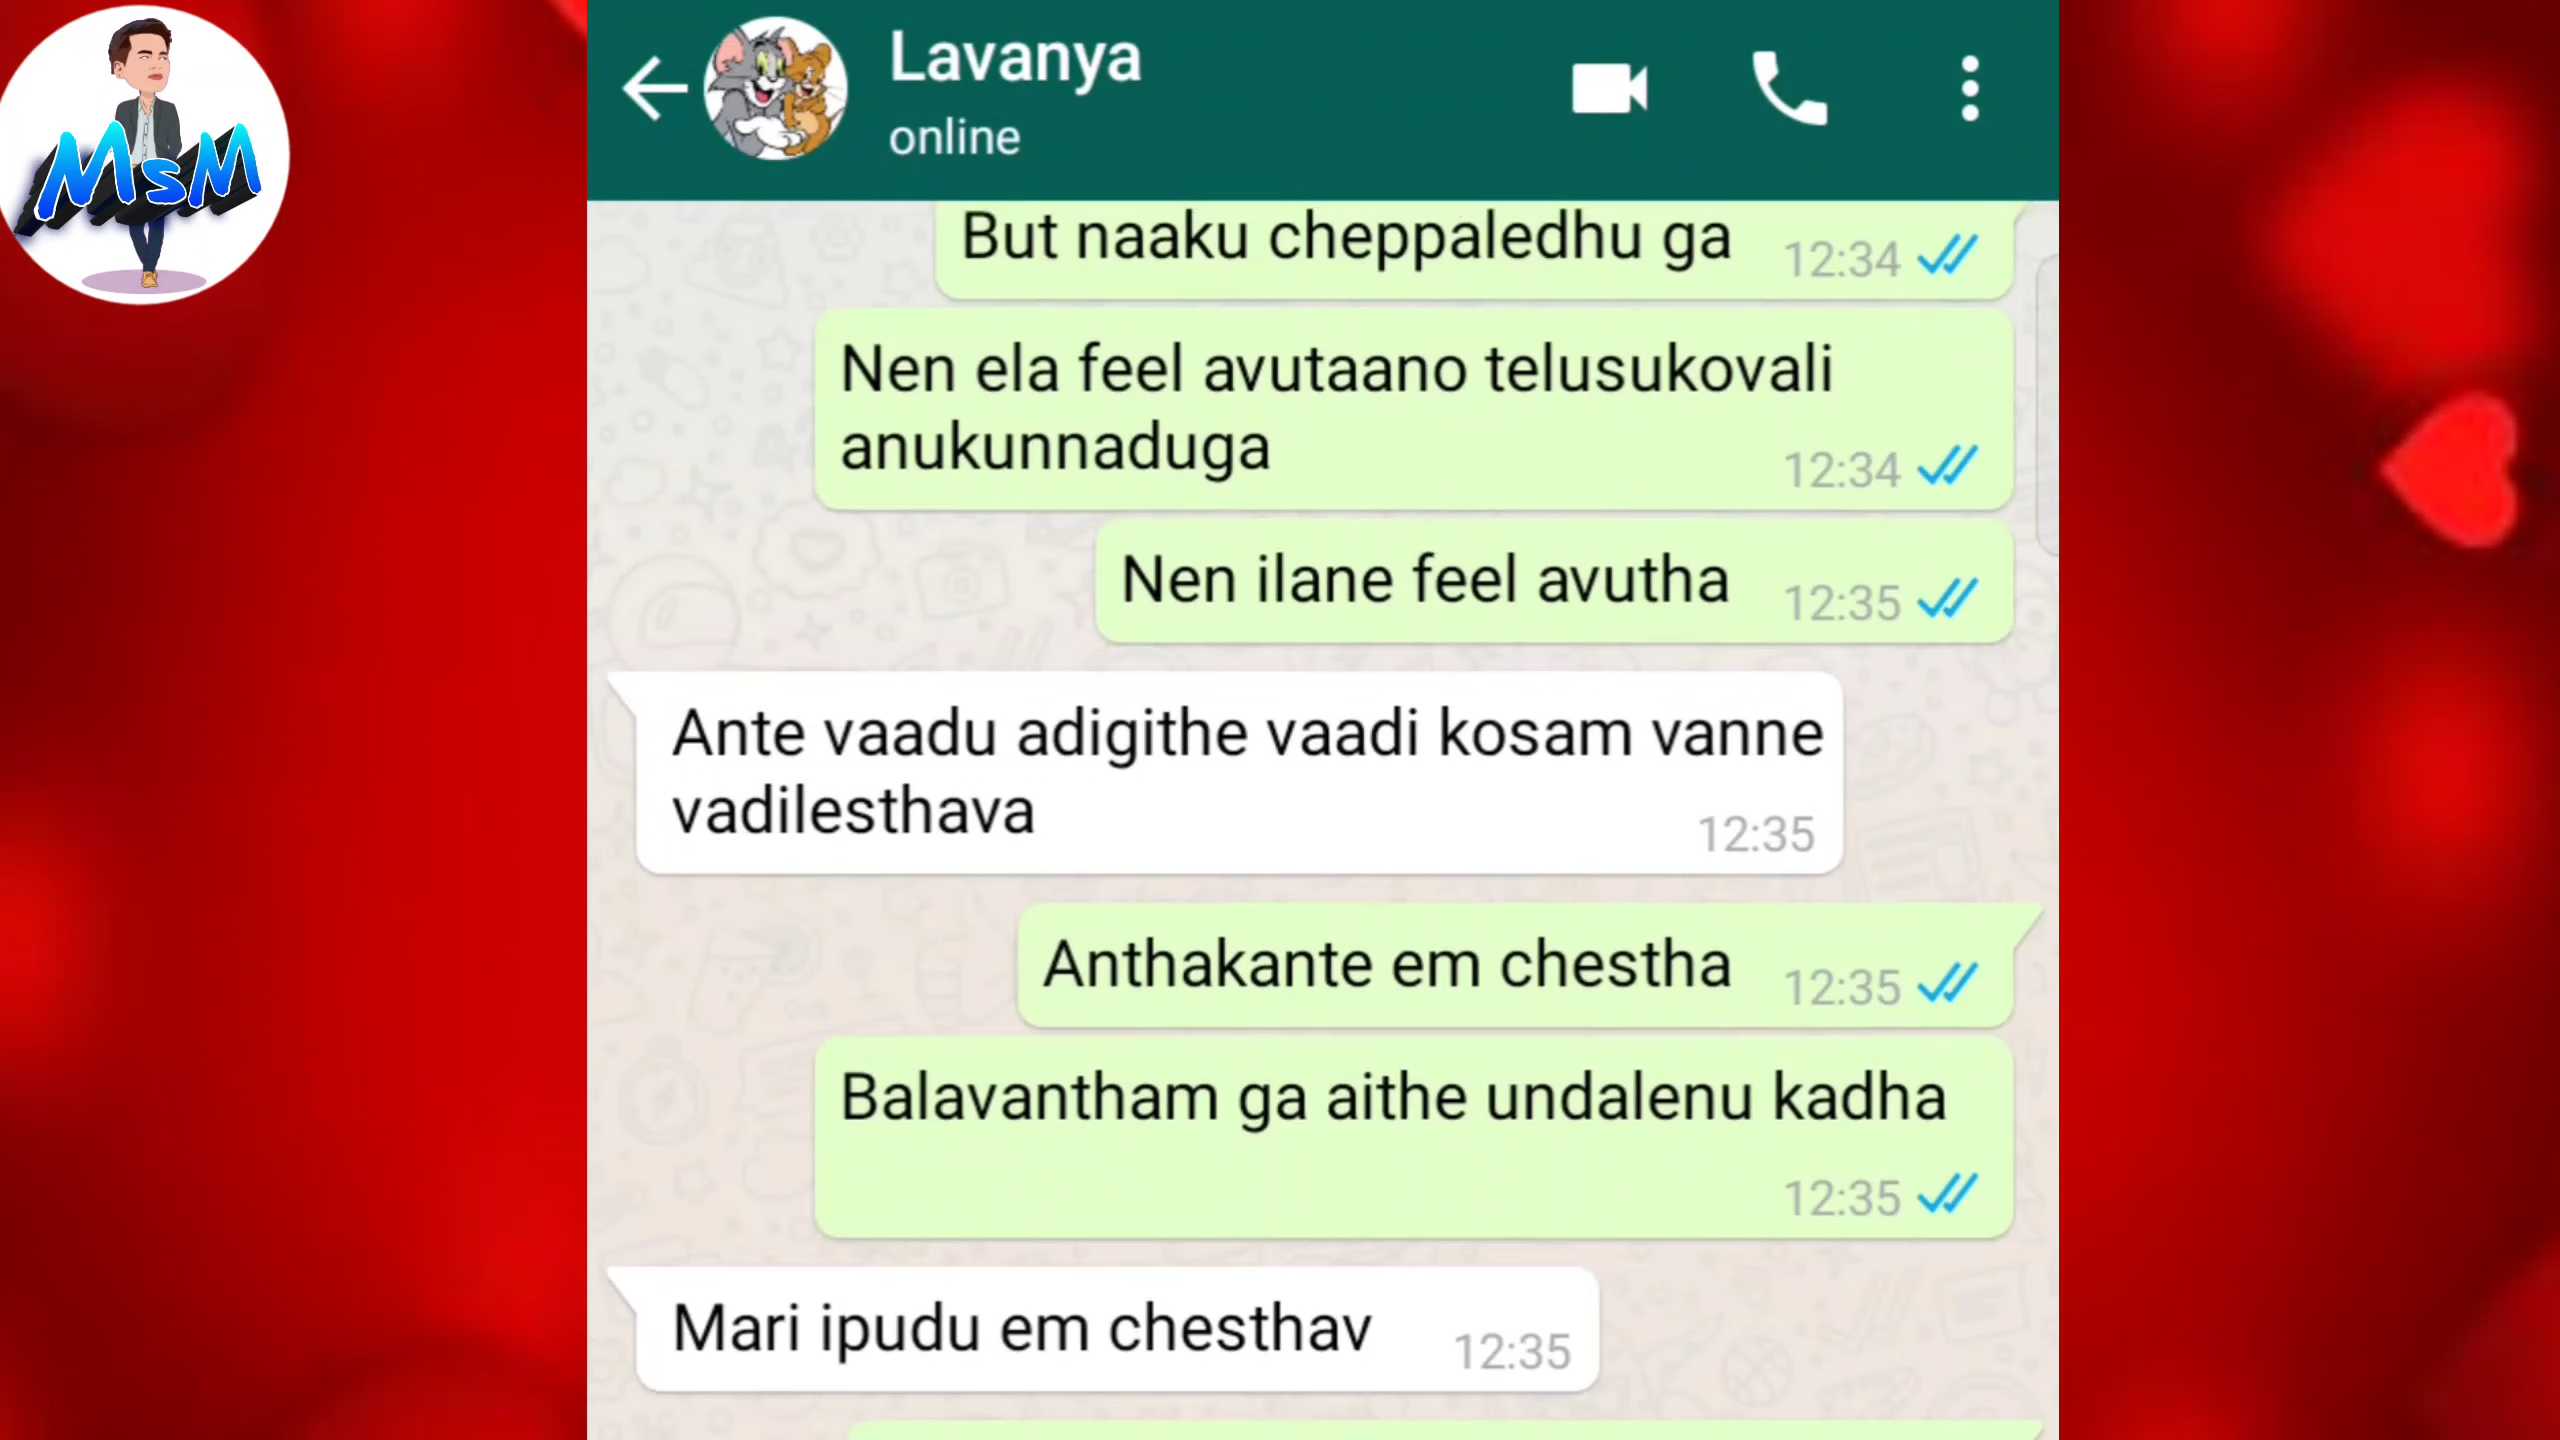 MsM
Lavanya
online
But naaku cheppaledhu ga 12:34
Nen ela feel avutaano telusukovali
anukunnaduga 12:34
Nen ilane feel avutha 12:35
Ante vaadu adigithe vaadi kosam vanne
vadilesthava 12:35
Anthakante em chestha 12:35
Balavantham ga aithe undalenu kadha
12:35
Mari ipudu em chesthav 12:35